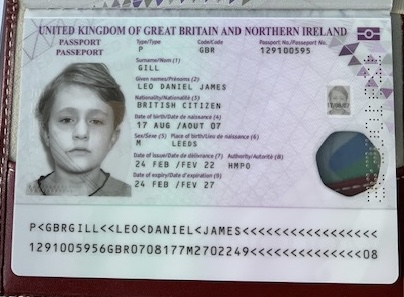 UNITED KINGDOM OF GREAT BRITAIN AND NORTHERN IRELAND
PASSPORT
PASSEPORT
Type/Type Code/Code Passport No./Passeport No.
P GBR 129100595
Surname/Nom (1)
GILL
Given names/Prénoms (2)
LEO DANIEL JAMES
Nationality/Nationalité (3)
BRITISH CITIZEN
Date of birth/Date de naissance (4)
17 AUG /AOUT 07
Sex/Sexe (5) Place of birth/Lieu de naissance (6)
M LEEDS
Date of issue/Date de délivrance (7) Authority/Autorité (8)
24 FEB /FEV 22 HMPO
Date of expiry/Date d'expiration (9)
24 FEB /FEV 27
P<GBRGILL<<LEO<DANIEL<JAMES<<<<<<<<<<<<<<<<<
1291005956GBR0708177M2702249<<<<<<<<<<<<<<08